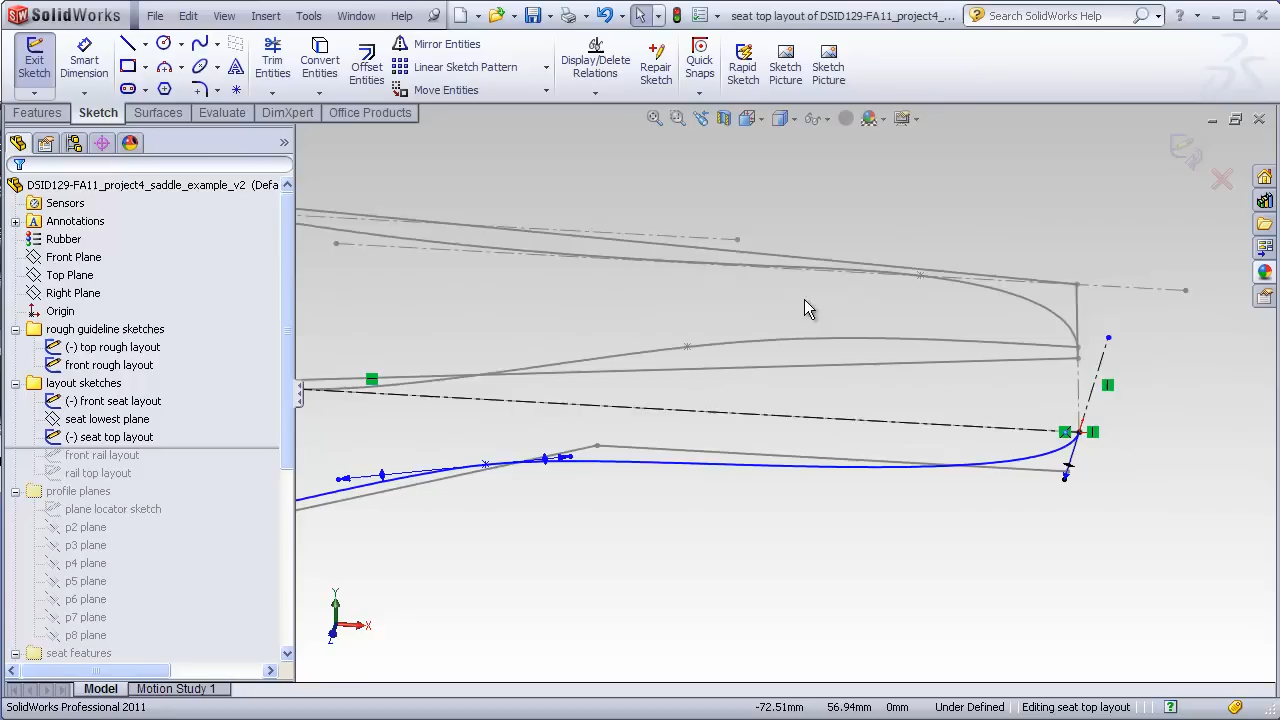 SolidWorks File Edit View Insert Tools Window Help seat top layout of DSID129-FA11_project4_... Search SolidWorks Help
Exit Sketch
Smart Dimension
Trim Entities
Convert Entities
Offset Entities
Mirror Entities
Linear Sketch Pattern
Move Entities
Display/Delete Relations
Repair Sketch
Quick Snaps
Rapid Sketch
Sketch Picture
Sketch Picture
Features Sketch Surfaces Evaluate DimXpert Office Products
DSID129-FA11_project4_saddle_example_v2 (Defa
Sensors
Annotations
Rubber
Front Plane
Top Plane
Right Plane
Origin
rough guideline sketches
(-) top rough layout
front rough layout
layout sketches
(-) front seat layout
seat lowest plane
(-) seat top layout
front rail layout
rail top layout
profile planes
plane locator sketch
p2 plane
p3 plane
p4 plane
p5 plane
p6 plane
p7 plane
p8 plane
seat features
Y
X
Z
Model Motion Study 1
SolidWorks Professional 2011 -72.51mm 56.94mm 0mm Under Defined Editing seat top layout